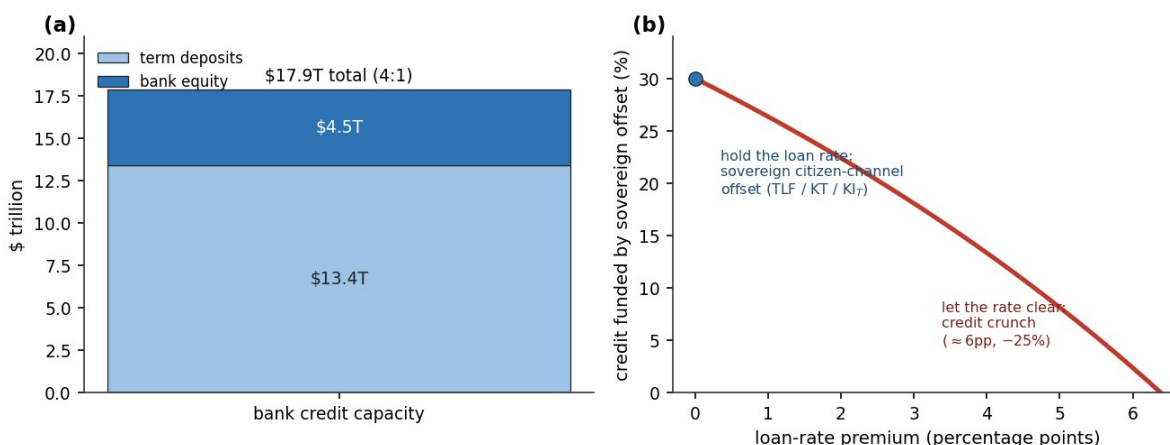 (a)
$ trillion
20.0
17.5
15.0
12.5
10.0
7.5
5.0
2.5
0.0
term deposits
bank equity
$17.9T total (4:1)
$4.5T
$13.4T
bank credit capacity
(b)
credit funded by sovereign offset (%)
30
25
20
15
10
5
0
hold the loan rate:
sovereign citizen-channel
offset (TLF / KT / KI_T)
let the rate clear:
credit crunch
(≈6pp, −25%)
0 1 2 3 4 5 6
loan-rate premium (percentage points)